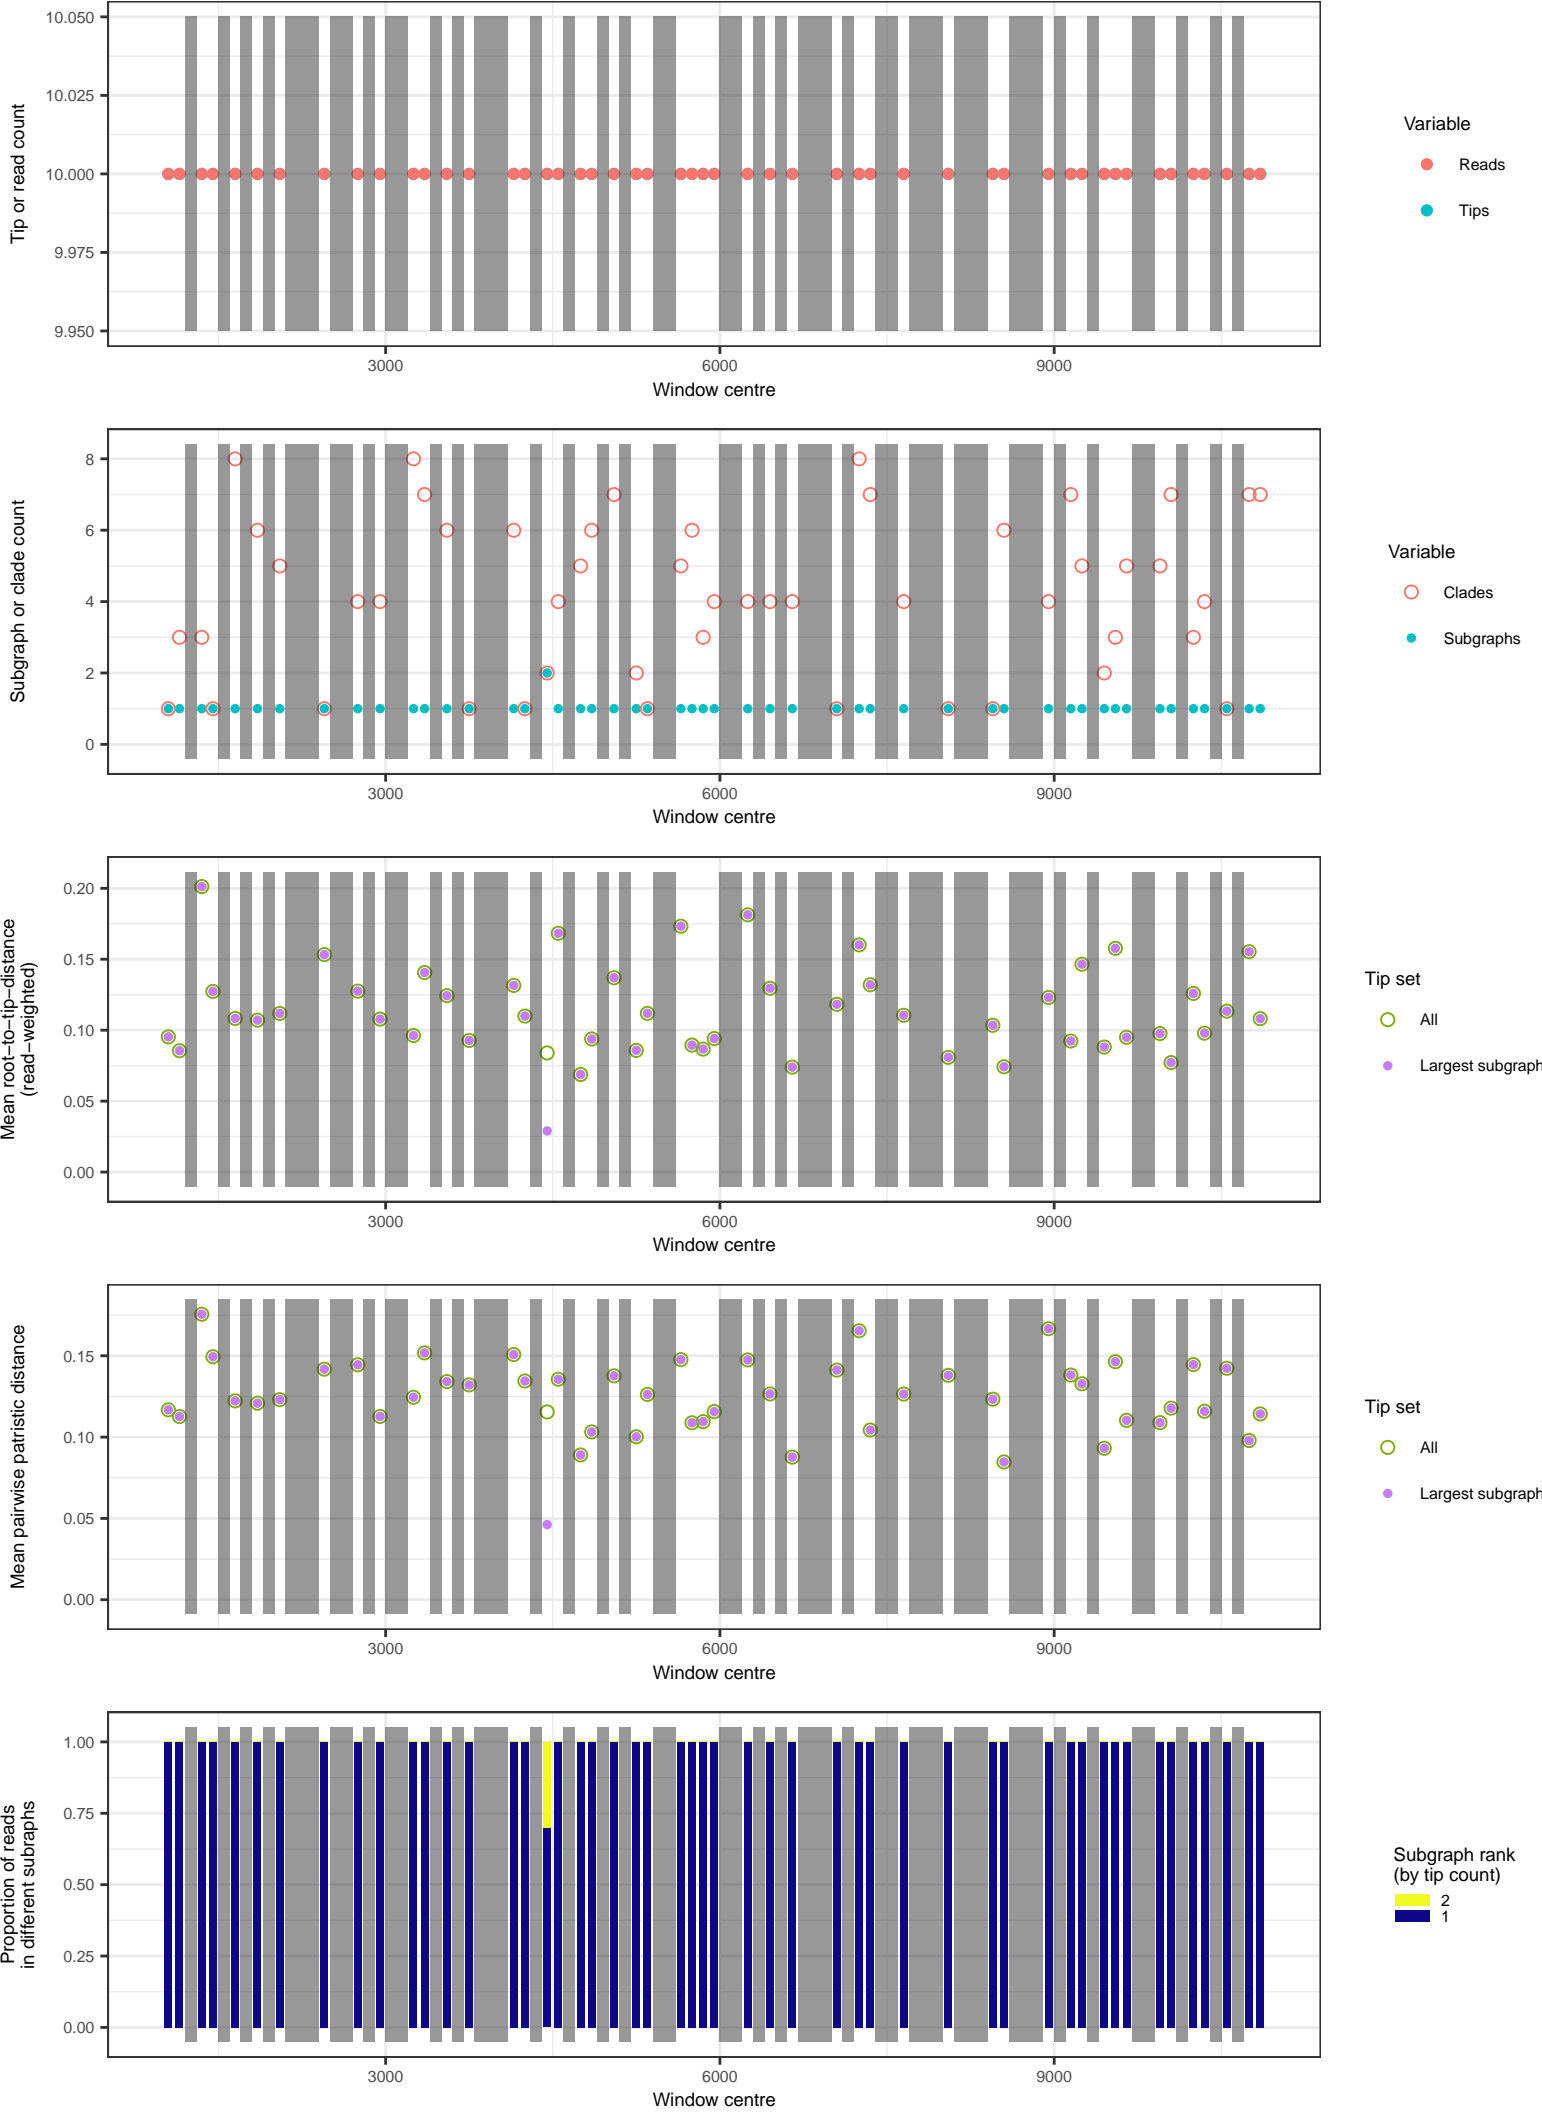 10.050
10.025
10.000
9.975
9.950
Tip or read count
3000 6000 9000
Window centre
Variable
Reads
Tips
8
6
4
2
0
Subgraph or clade count
3000 6000 9000
Window centre
Variable
Clades
Subgraphs
0.20
0.15
0.10
0.05
0.00
Mean root−to−tip−distance
(read−weighted)
3000 6000 9000
Window centre
Tip set
All
Largest subgraph
0.15
0.10
0.05
0.00
Mean pairwise patristic distance
3000 6000 9000
Window centre
Tip set
All
Largest subgraph
1.00
0.75
0.50
0.25
0.00
Proportion of reads
in different subraphs
3000 6000 9000
Window centre
Subgraph rank
(by tip count)
2
1